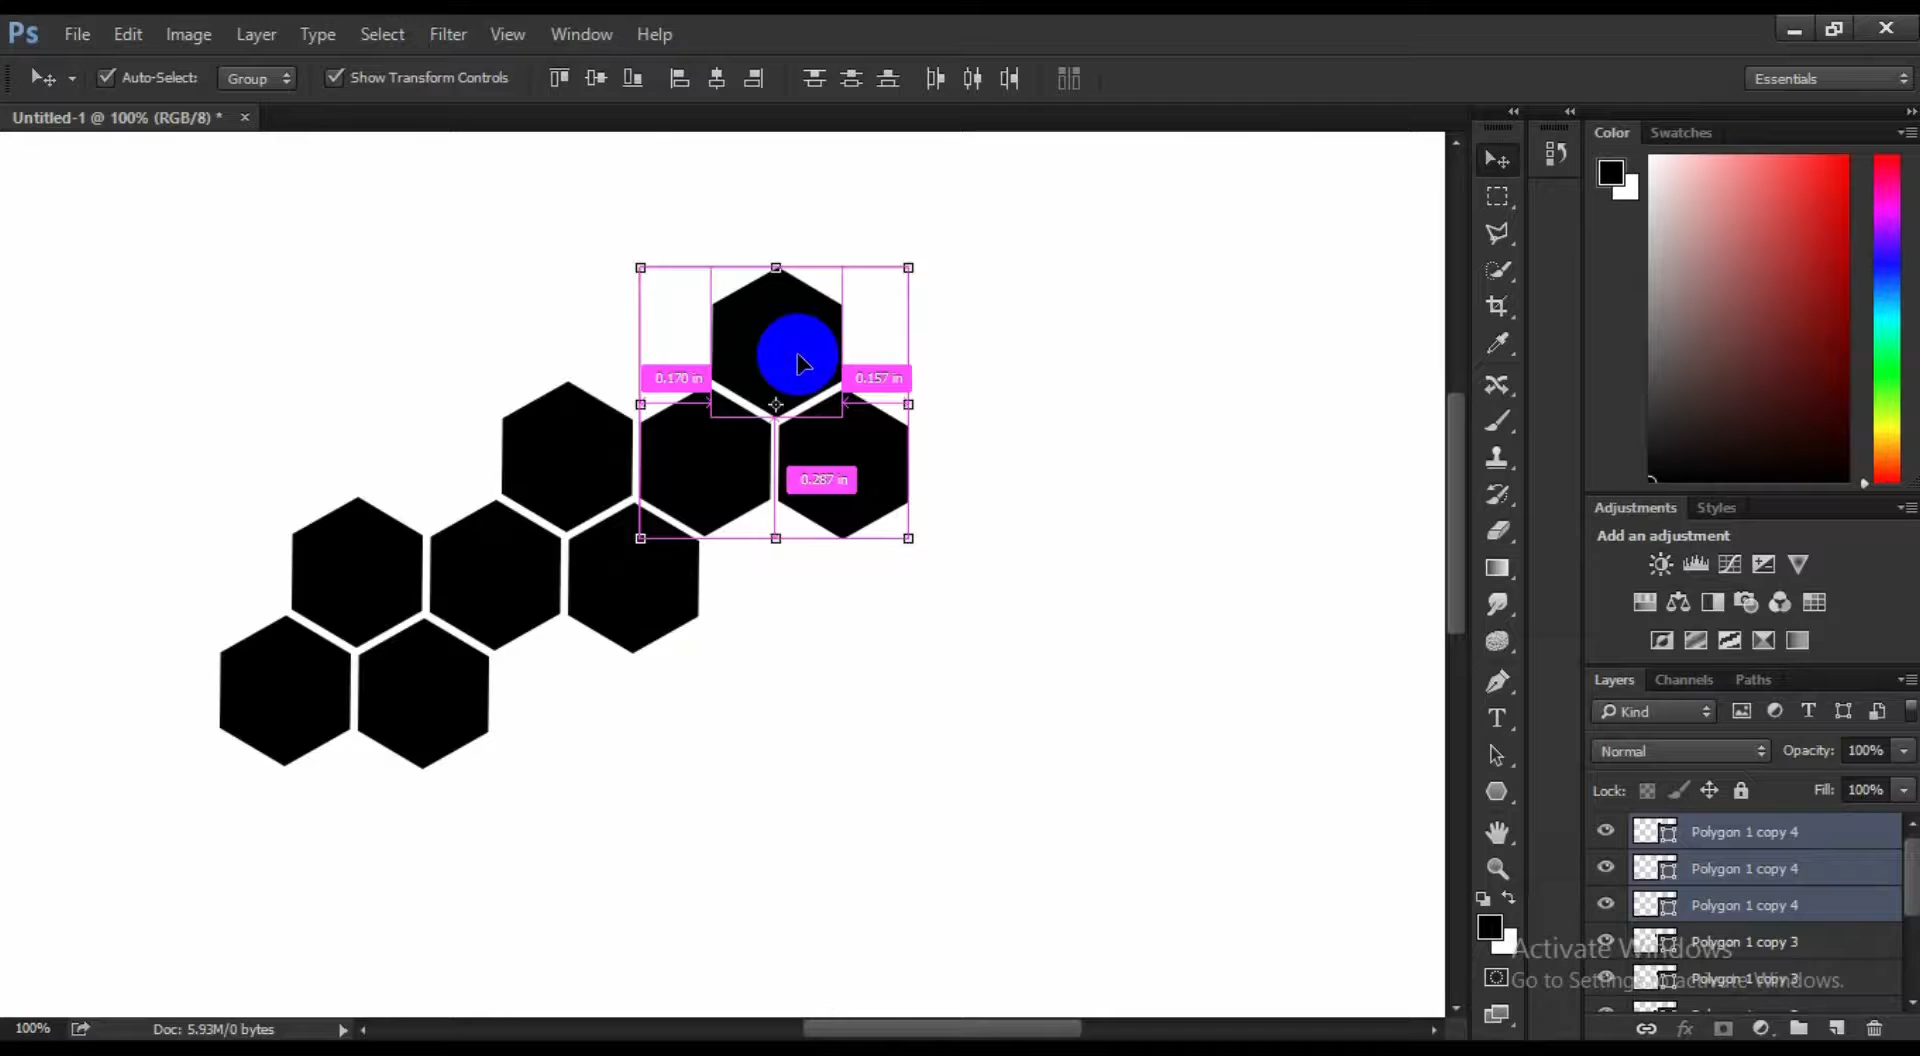 Ps File Edit Image Layer Type Select Filter View Window Help
Auto-Select: Group Show Transform Controls Essentials
Untitled-1 @ 100% (RGB/8) * ×
Color Swatches
0.170 in 0.157 in
0.287 in
Adjustments Styles
Add an adjustment
Layers Channels Paths
Kind
Normal Opacity: 100%
Lock: Fill: 100%
Polygon 1 copy 4
Polygon 1 copy 4
Polygon 1 copy 4
Polygon 1 copy 3
Polygon 1 copy 3
Activate Windows
Go to Settings to activate Windows.
100% Doc: 5.93M/0 bytes